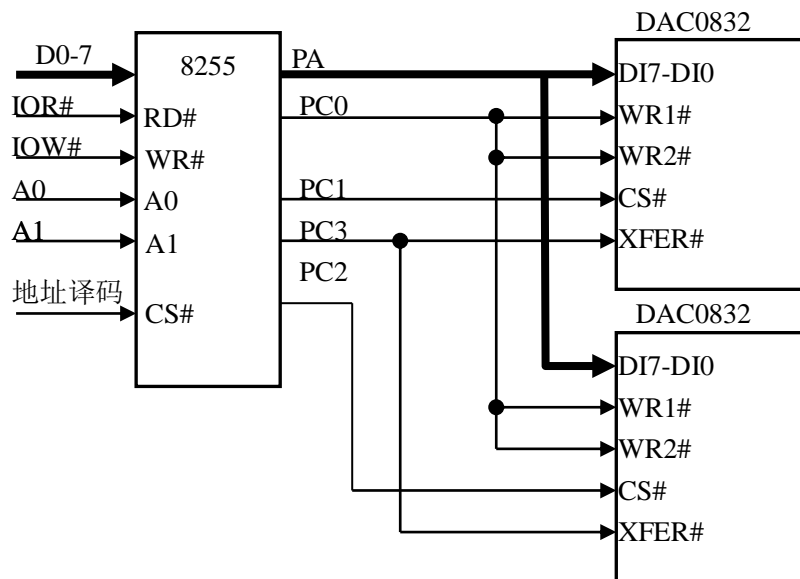 D0-7
IOR#
IOW#
A0
A1
地址译码
8255
RD#
WR#
A0
A1
CS#
PA
PC0
PC1
PC3
PC2
DAC0832
DI7-DI0
WR1#
WR2#
CS#
XFER#
DAC0832
DI7-DI0
WR1#
WR2#
CS#
XFER#